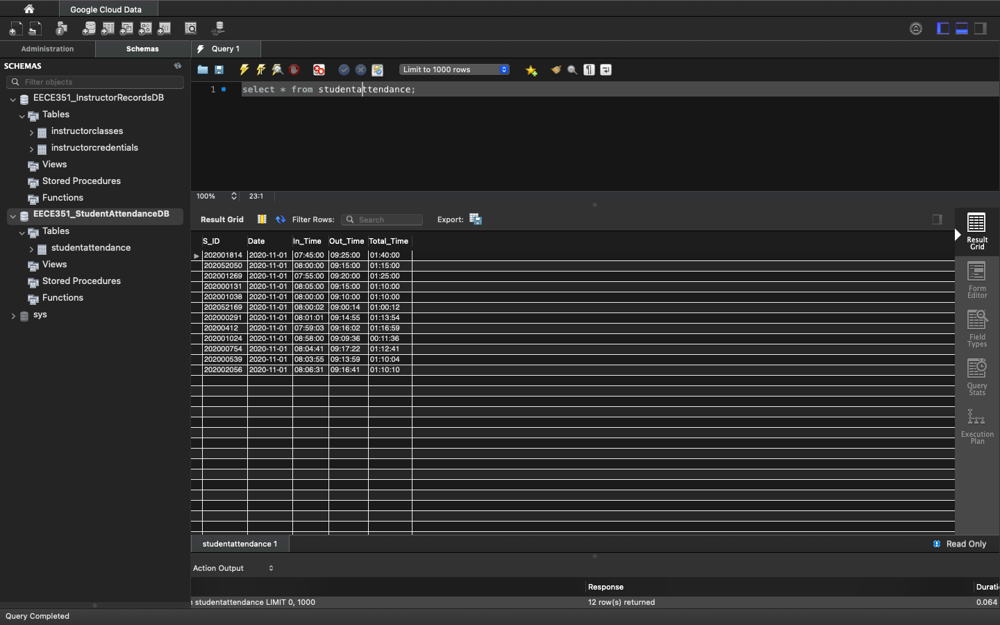 Google Cloud Data
Administration
Schemas
Query 1
SCHEMAS
Filter objects
EECE351_InstructorRecordsDB
Tables
instructorclasses
instructorcredentials
Views
Stored Procedures
Functions
EECE351_StudentAttendanceDB
Tables
studentattendance
Views
Stored Procedures
Functions
sys
Limit to 1000 rows
1 select * from studentattendance;
100% 23:1
Result Grid Filter Rows: Search Export:
S_ID Date In_Time Out_Time Total_Time
202001814 2020-11-01 07:45:00 09:25:00 01:40:00
202052050 2020-11-01 08:00:00 09:15:00 01:15:00
202001269 2020-11-01 07:55:00 09:20:00 01:25:00
202000131 2020-11-01 08:05:00 09:15:00 01:10:00
202001038 2020-11-01 08:00:00 09:10:00 01:10:00
202052169 2020-11-01 08:00:02 09:00:14 01:00:12
202000291 2020-11-01 08:01:01 09:14:55 01:13:54
20200412 2020-11-01 07:59:03 09:16:02 01:16:59
202001024 2020-11-01 08:58:00 09:09:36 00:11:36
202000754 2020-11-01 08:04:41 09:17:22 01:12:41
202000539 2020-11-01 08:03:55 09:13:59 01:10:04
202002056 2020-11-01 08:06:31 09:16:41 01:10:10
Result
Grid
Form
Editor
Field
Types
Query
Stats
Execution
Plan
studentattendance 1
Read Only
Action Output
Response Durati
studentattendance LIMIT 0, 1000 12 row(s) returned 0.064
Query Completed